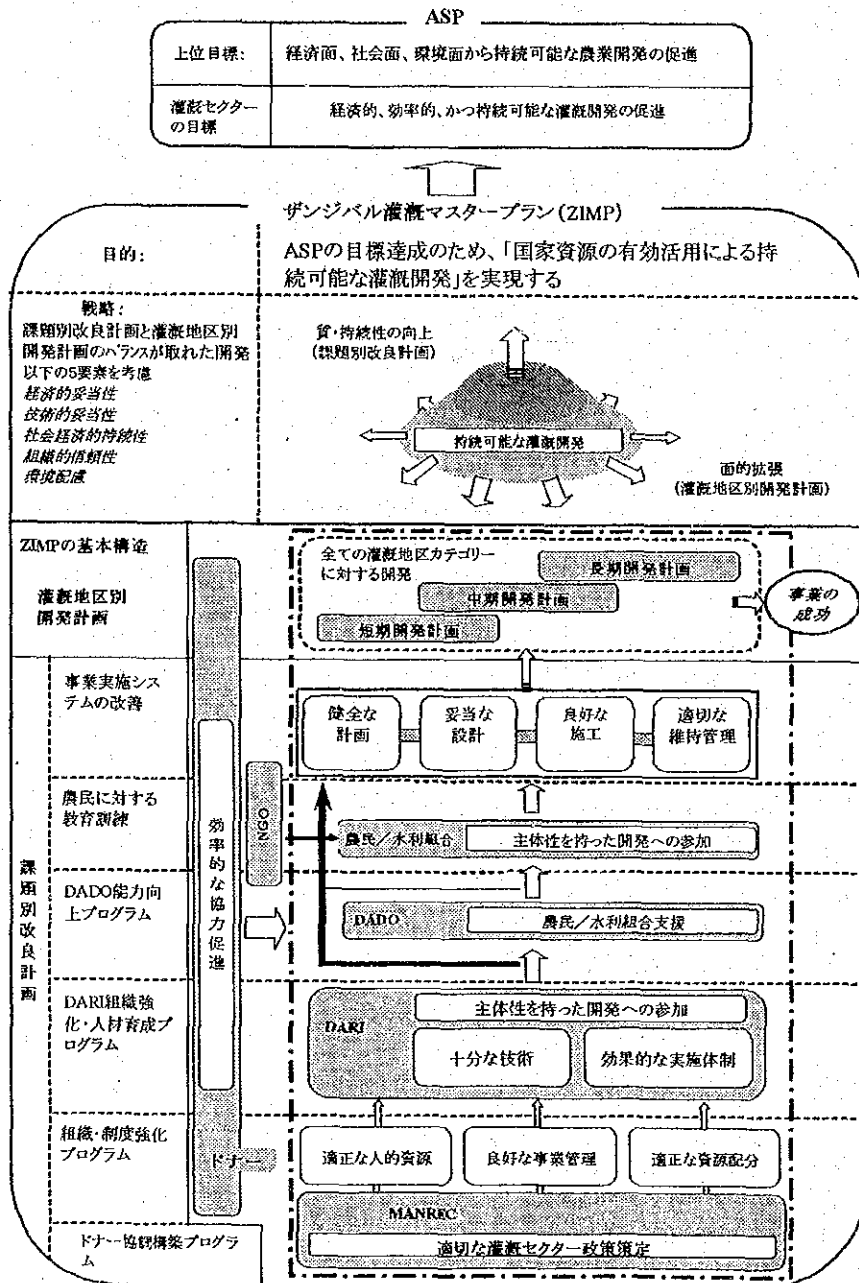 ASP
上位目標:
経済面、社会面、環境面から持続可能な農業開発の促進
灌漑セクター
の目標
経済的、効率的、かつ持続可能な灌漑開発の促進
ザンジバル灌漑マスタープラン(ZIMP)
目的:
ASPの目標達成のため、「国家資源の有効活用による持
続可能な灌漑開発」を実現する
戦略:
課題別改良計画と灌漑地区別
開発計画のバランスが取れた開発
以下の5要素を考慮
経済的妥当性
技術的妥当性
社会経済的持続性
組織的信頼性
環境配慮
質・持続性の向上
(課題別改良計画)
持続可能な灌漑開発
面的拡張
(灌漑地区別開発計画)
ZIMPの基本構造
灌漑地区別
開発計画
全ての灌漑地区カテゴリー
に対する開発
長期開発計画
中期開発計画
短期開発計画
事業の
成功
課題別改良計画
事業実施シス
テムの改善
健全な
計画
妥当な
設計
良好な
施工
適切な
維持管理
農民に対する
教育訓練
NGO
効率的な協力促進
農民/水利組合
主体性を持った開発への参加
DADO能力向
上プログラム
DADO
農民/水利組合支援
DARI組織強
化・人材育成プ
ログラム
DARI
主体性を持った開発への参加
十分な技術
効果的な実施体制
組織・制度強化
プログラム
ドナー
適正な人的資源
良好な事業管理
適正な資源配分
MANREC
適切な灌漑セクター政策策定
ドナー協調構築プログラ
ム